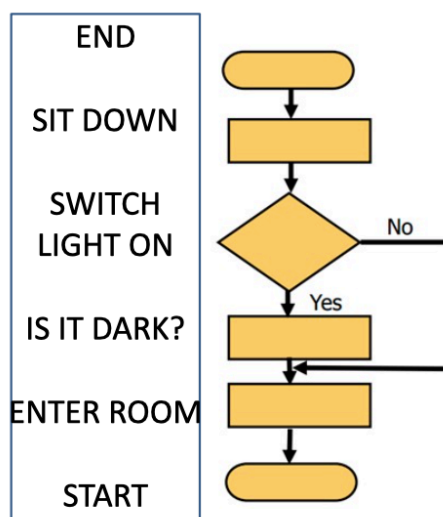 END
SIT DOWN
SWITCH
LIGHT ON
IS IT DARK?
ENTER ROOM
START
No
Yes